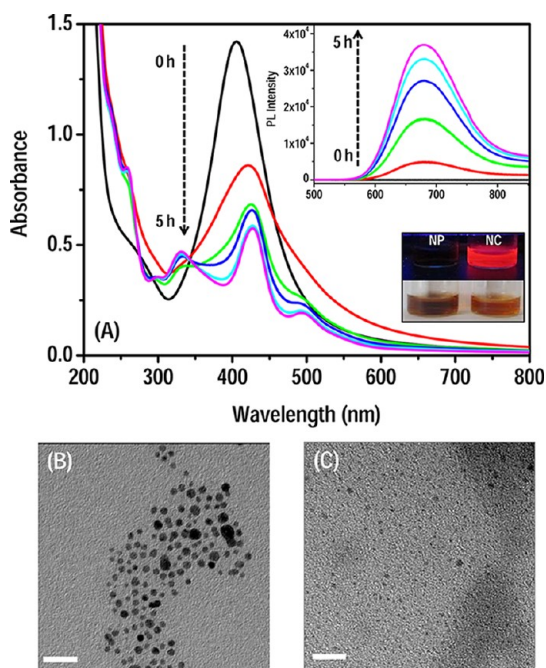 1.5
1.0
0.5
0.0
Absorbance
200 300 400 500 600 700 800
Wavelength (nm)
0 h
5 h
(A)
4x10⁴
3x10⁴
2x10⁴
1x10⁴
0
PL Intensity
500 600 700 800
5 h
0 h
NP NC
(B)
(C)